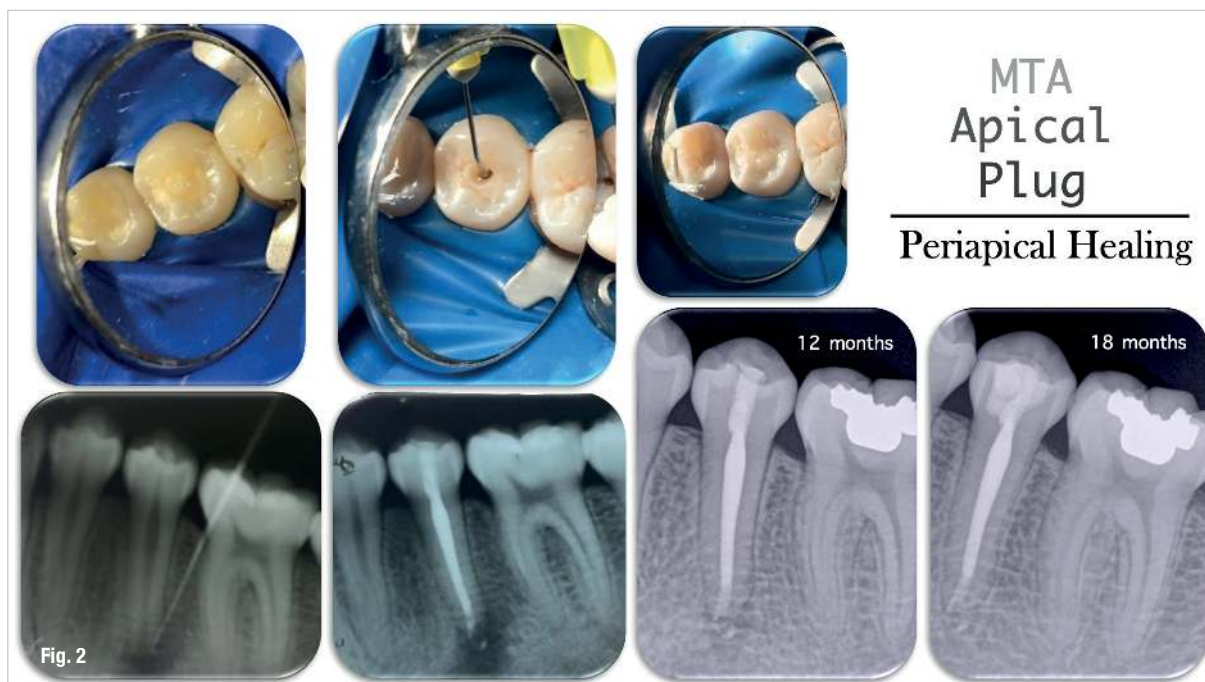 MTA
Apical
Plug
Periapical Healing
12 months
18 months
Fig. 2